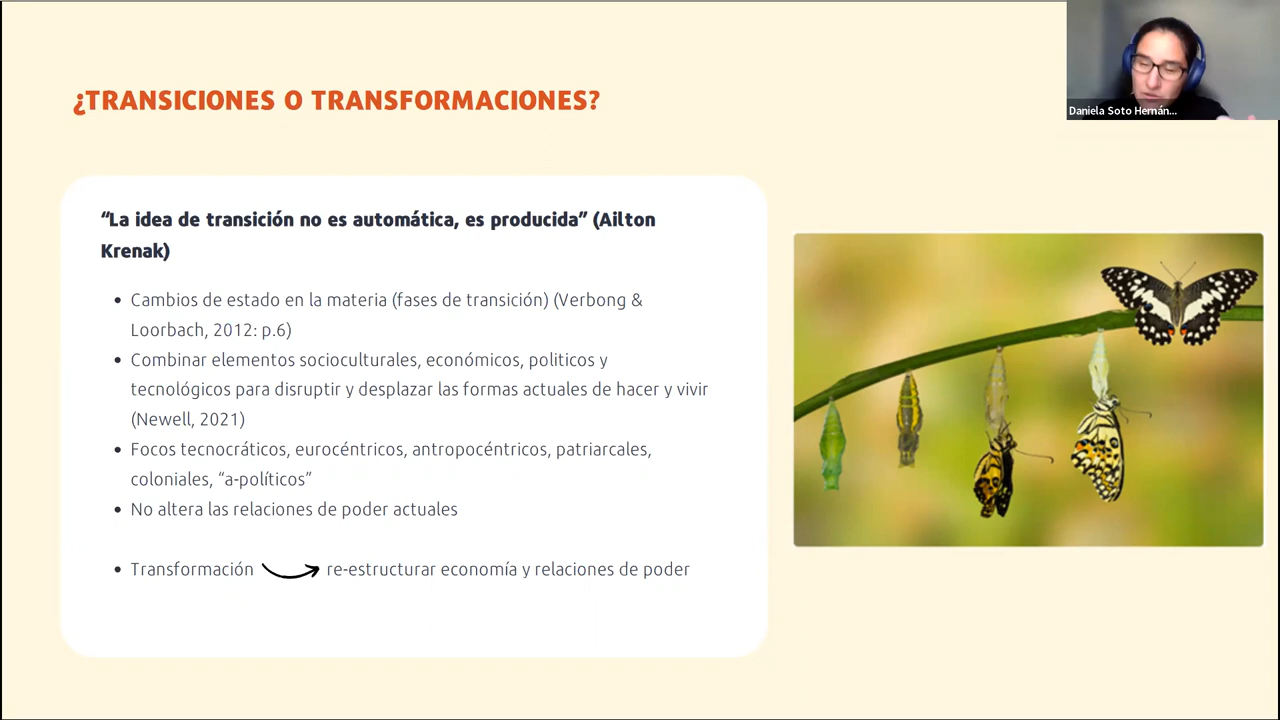 ¿TRANSICIONES O TRANSFORMACIONES?
Daniela Soto Hernán...
“La idea de transición no es automática, es producida” (Ailton
Krenak)
• Cambios de estado en la materia (fases de transición) (Verbong &
Loorbach, 2012: p.6)
• Combinar elementos socioculturales, económicos, politicos y
tecnológicos para disruptir y desplazar las formas actuales de hacer y vivir
(Newell, 2021)
• Focos tecnocráticos, eurocéntricos, antropocéntricos, patriarcales,
coloniales, “a-políticos”
• No altera las relaciones de poder actuales
• Transformación re-estructurar economía y relaciones de poder